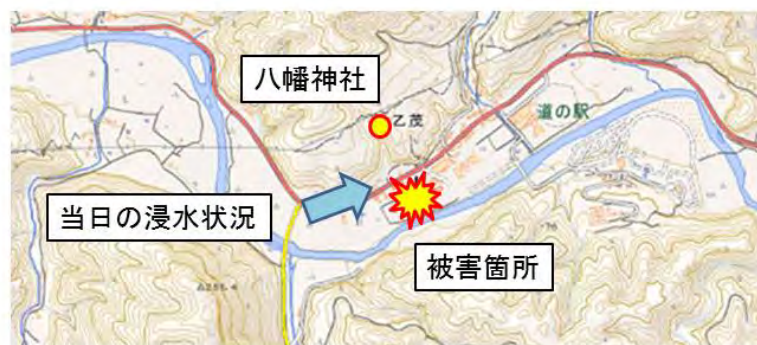 八幡神社
乙茂
道の駅
当日の浸水状況
被害箇所